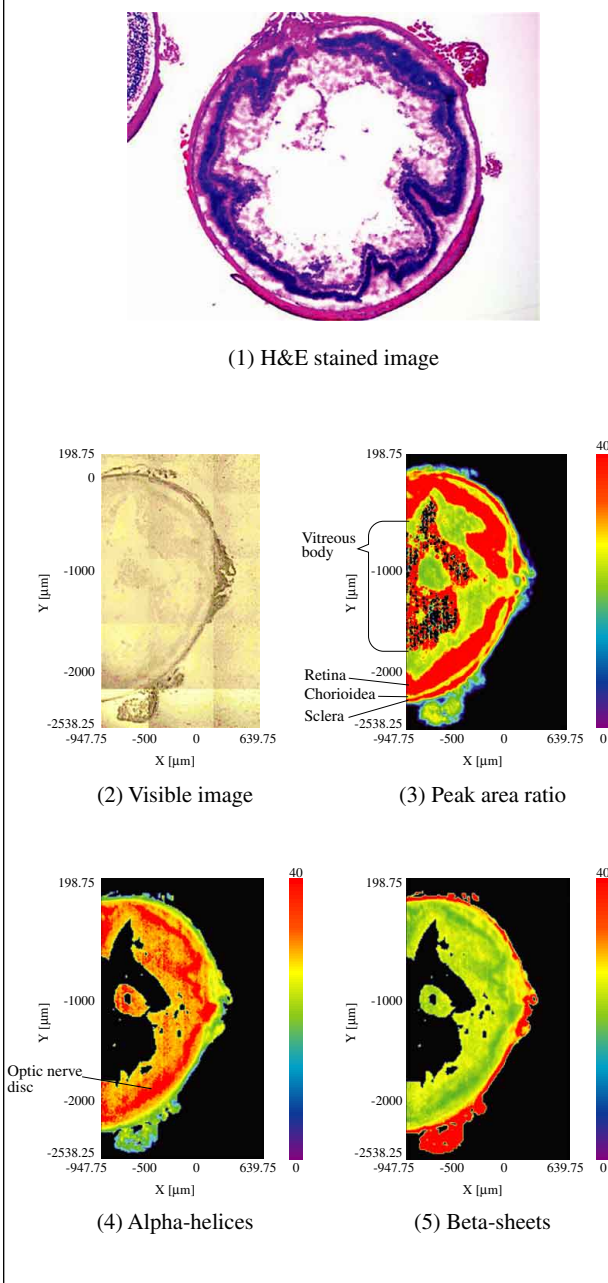 (1) H&E stained image
198.75
0
-1000
-2000
-2538.25
-947.75 -500 0 639.75
Y [µm]
X [µm]
(2) Visible image
198.75
-1000
-2000
-2538.25
-947.75 -500 0 639.75
Y [µm]
X [µm]
Vitreous
body
Retina
Chorioidea
Sclera
40
0
(3) Peak area ratio
198.75
-1000
-2000
-2538.25
-947.75 -500 0 639.75
Y [µm]
X [µm]
Optic nerve
disc
40
0
(4) Alpha-helices
198.75
-1000
-2000
-2538.25
-947.75 -500 0 639.75
Y [µm]
X [µm]
40
0
(5) Beta-sheets